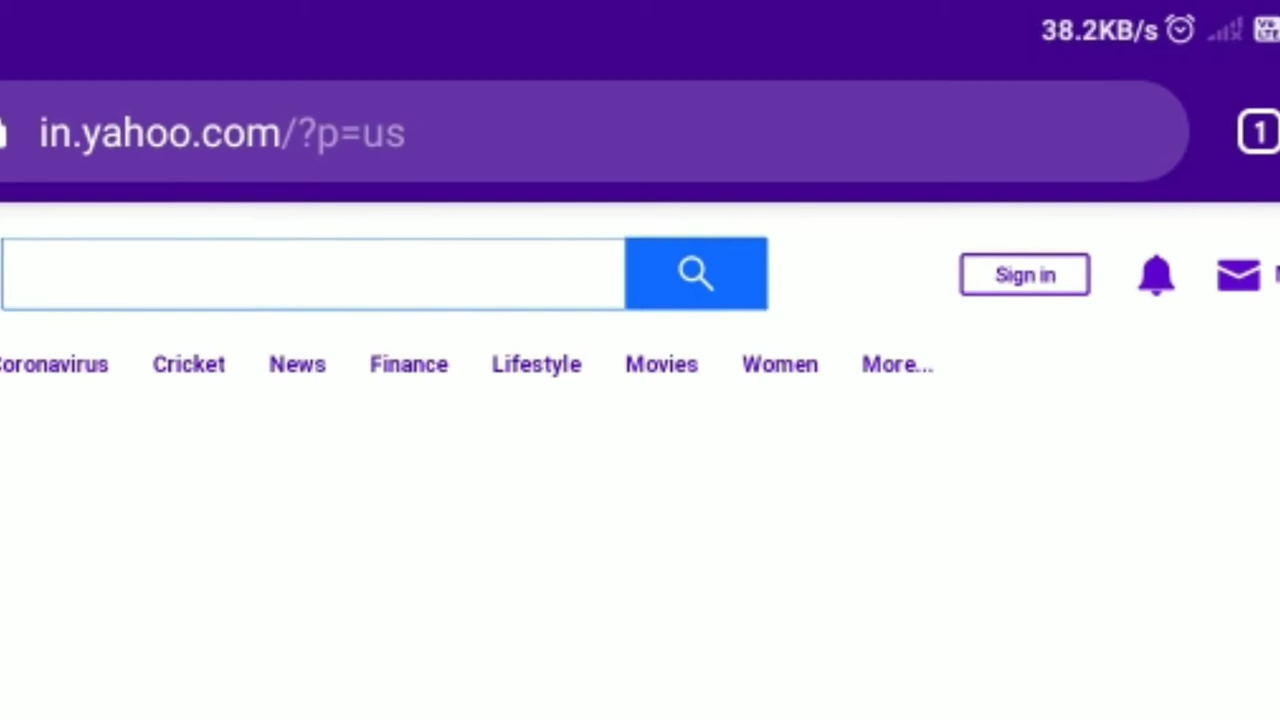 38.2KB/s
in.yahoo.com/?p=us 1
Sign in
Coronavirus Cricket News Finance Lifestyle Movies Women More...